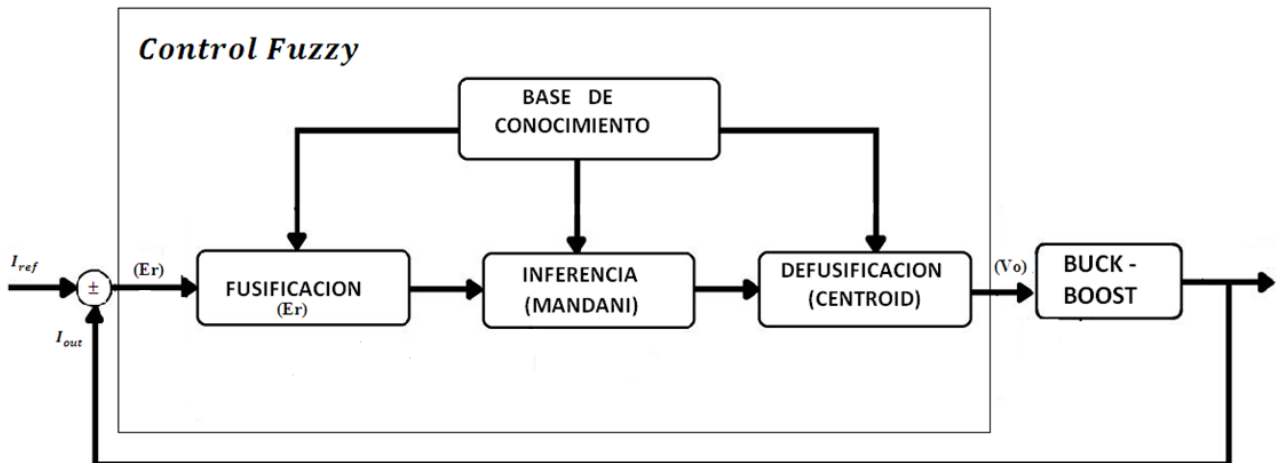 Control Fuzzy
BASE DE
CONOCIMIENTO
I_ref
±
I_out
(Er)
FUSIFICACION
(Er)
INFERENCIA
(MANDANI)
DEFUSIFICACION
(CENTROID)
(Vo)
BUCK -
BOOST